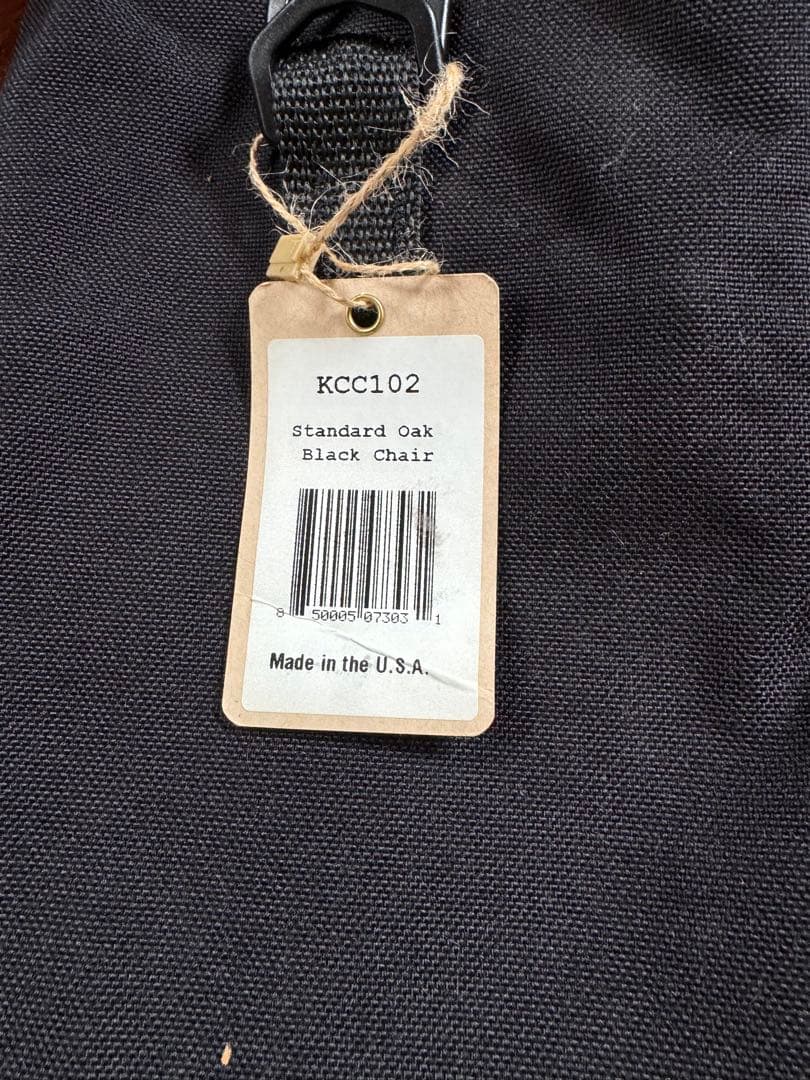 KCC102
Standard Oak
Black Chair
8 50005 07303 1
Made in the U.S.A.